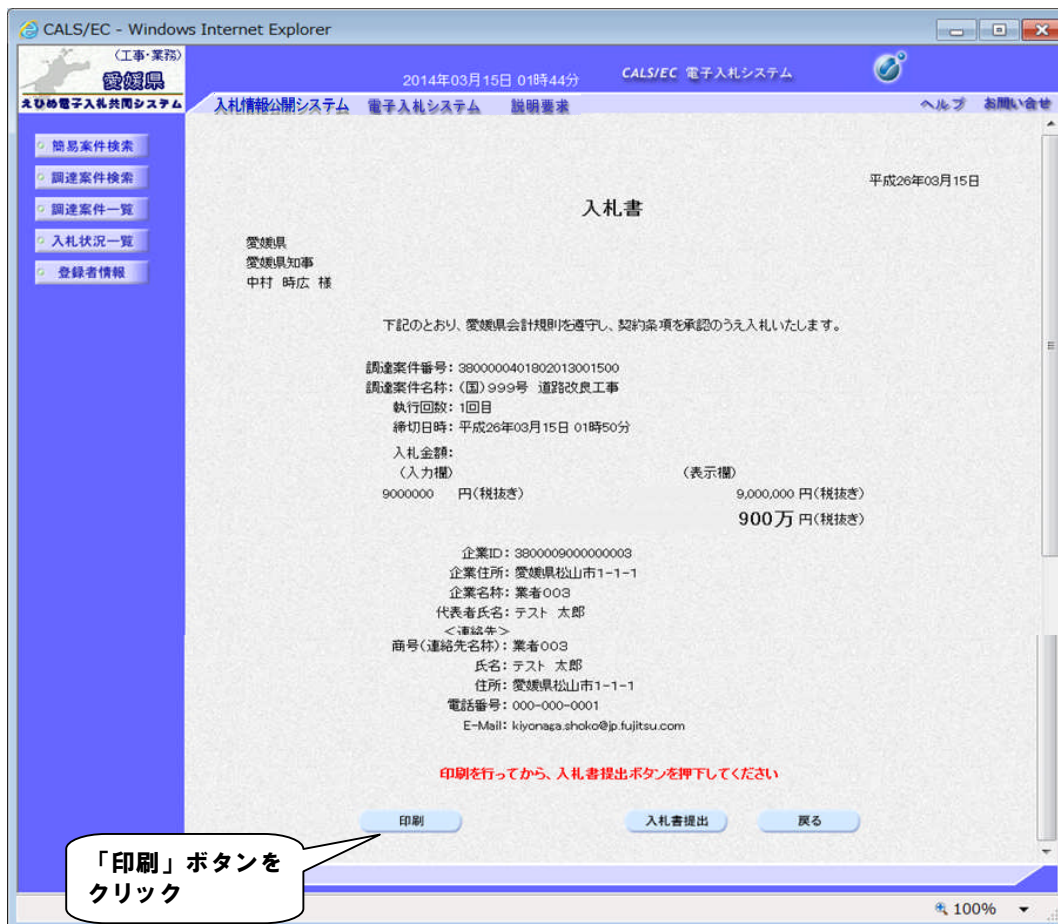 CALS/EC - Windows Internet Explorer
(工事・業務)
愛媛県
えひめ電子入札共同システム
2014年03月15日 01時44分
CALS/EC 電子入札システム
入札情報公開システム 電子入札システム 説明要求
ヘルプ お問い合せ
簡易案件検索
調達案件検索
調達案件一覧
入札状況一覧
登録者情報
平成26年03月15日
入札書
愛媛県
愛媛県知事
中村 時広 様
下記のとおり、愛媛県会計規則を遵守し、契約条項を承認のうえ入札いたします。
調達案件番号: 3800000401802013001500
調達案件名称: (国)999号 道路改良工事
執行回数: 1回目
締切日時: 平成26年03月15日 01時50分
入札金額:
(入力欄) (表示欄)
9000000 円(税抜き) 9,000,000 円(税抜き)
900万 円(税抜き)
企業ID: 3800009000000003
企業住所: 愛媛県松山市1-1-1
企業名称: 業者003
代表者氏名: テスト 太郎
<連絡先>
商号(連絡先名称): 業者003
氏名: テスト 太郎
住所: 愛媛県松山市1-1-1
電話番号: 000-000-0001
E-Mail: kiyonaga.shoko@jp.fujitsu.com
印刷を行ってから、入札書提出ボタンを押下してください
印刷 入札書提出 戻る
「印刷」ボタンを
クリック
100%